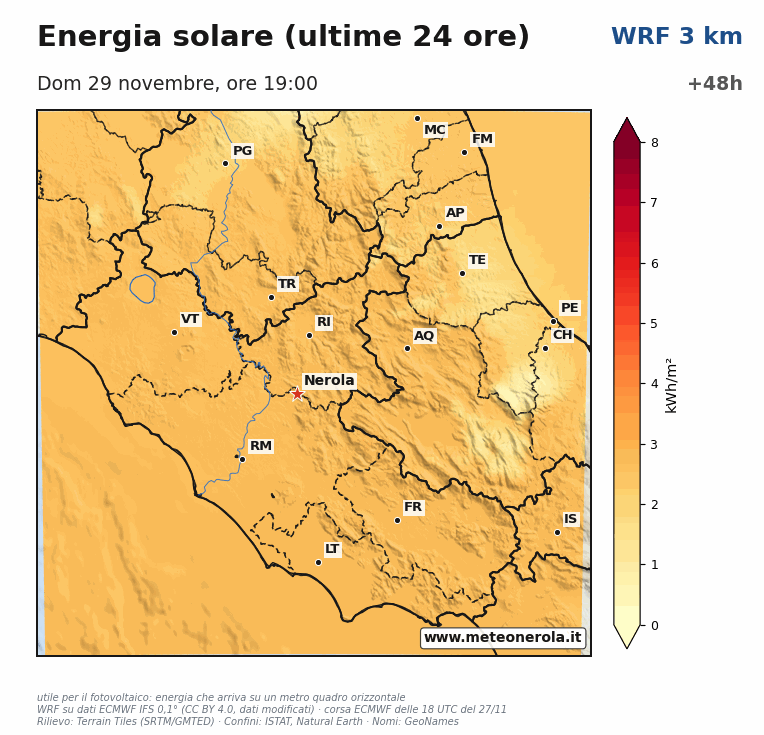 Energia solare (ultime 24 ore)
WRF 3 km
Dom 29 novembre, ore 19:00
+48h
MC
FM
PG
AP
TE
TR
PE
VT
RI
AQ
CH
Nerola
RM
FR
IS
LT
www.meteonerola.it
8
7
6
5
4
3
2
1
0
kWh/m²
utile per il fotovoltaico: energia che arriva su un metro quadro orizzontale
WRF su dati ECMWF IFS 0,1° (CC BY 4.0, dati modificati) · corsa ECMWF delle 18 UTC del 27/11
Rilievo: Terrain Tiles (SRTM/GMTED) · Confini: ISTAT, Natural Earth · Nomi: GeoNames